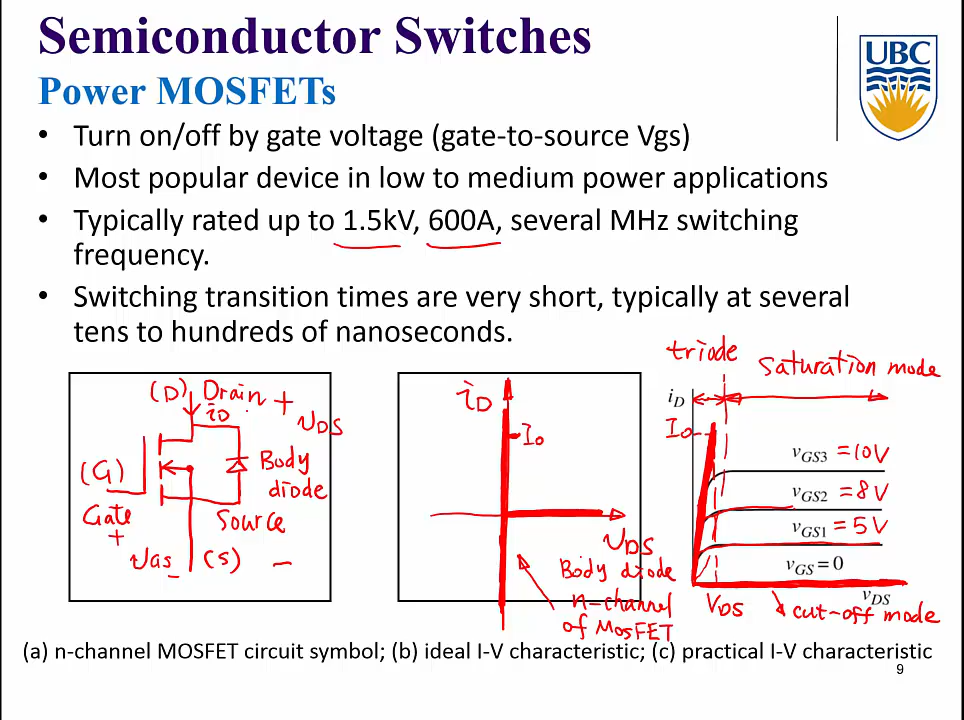 Semiconductor Switches
UBC
Power MOSFETs
• Turn on/off by gate voltage (gate-to-source Vgs)
• Most popular device in low to medium power applications
• Typically rated up to 1.5kV, 600A, several MHz switching
frequency.
• Switching transition times are very short, typically at several
tens to hundreds of nanoseconds.
(D) Drain +
iD
vDS
(G)
Body
diode
Gate
Source
+
(S) −
−
iD
Io
vDS
Body diode
n-channel
of MOSFET
triode
Saturation mode
iD
Io
vGS3 =10V
vGS2 =8V
vGS1 =5V
vGS = 0
vDS
VDS
cut-off mode
(a) n-channel MOSFET circuit symbol; (b) ideal I-V characteristic; (c) practical I-V characteristic
9